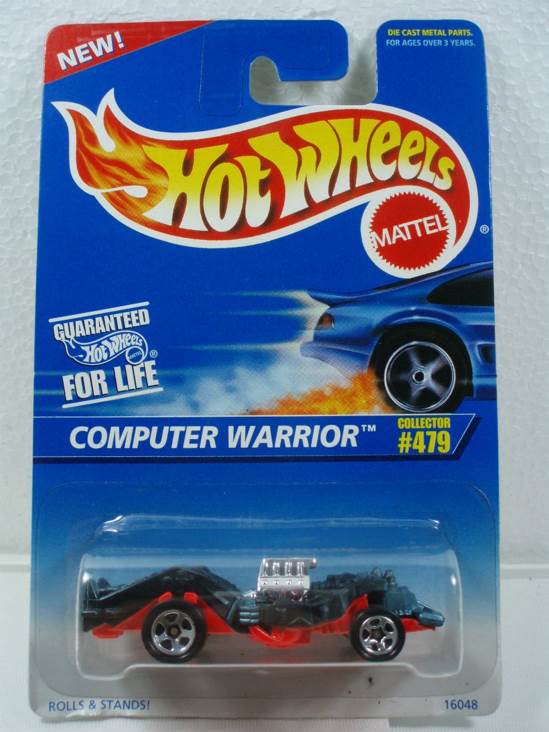 NEW!
DIE CAST METAL PARTS.
FOR AGES OVER 3 YEARS.
HOT WHEELS
MATTEL
®
GUARANTEED
HOT WHEELS
®
FOR LIFE
COMPUTER WARRIOR™
COLLECTOR
#479
ROLLS & STANDS!
16048